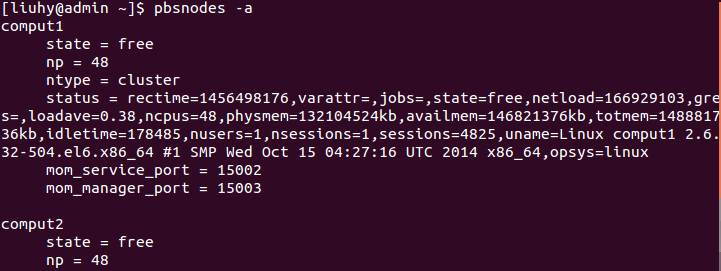 [liuhy@admin ~]$ pbsnodes -a
comput1
     state = free
     np = 48
     ntype = cluster
     status = rectime=1456498176,varattr=,jobs=,state=free,netload=166929103,gre
s=,loadave=0.38,ncpus=48,physmem=132104524kb,availmem=146821376kb,totmem=1488817
36kb,idletime=178485,nusers=1,nsessions=1,sessions=4825,uname=Linux comput1 2.6.
32-504.el6.x86_64 #1 SMP Wed Oct 15 04:27:16 UTC 2014 x86_64,opsys=linux
     mom_service_port = 15002
     mom_manager_port = 15003

comput2
     state = free
     np = 48